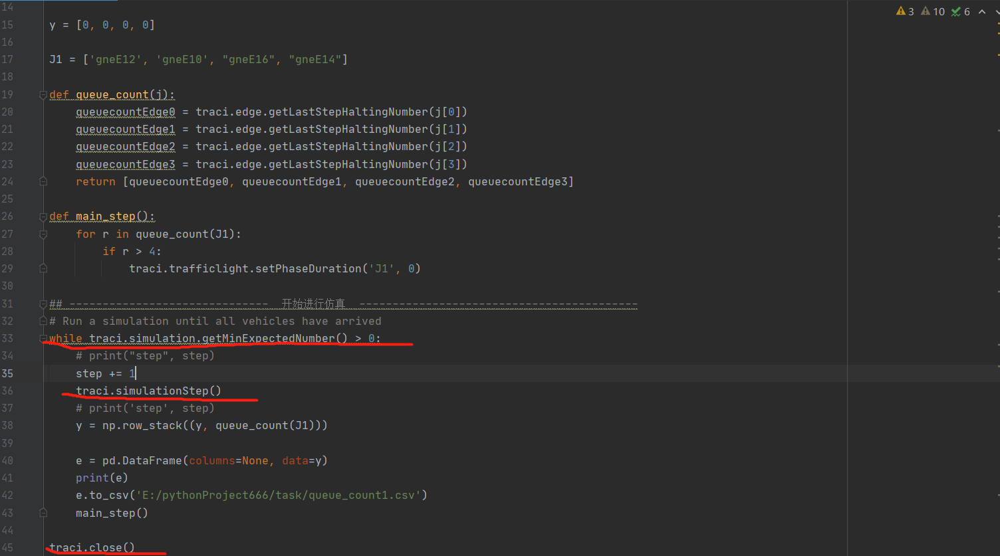 3 10 6
14
15 y = [0, 0, 0, 0]
16
17 J1 = ['gneE12', 'gneE10', "gneE16", "gneE14"]
18
19 def queue_count(j):
20 queuecountEdge0 = traci.edge.getLastStepHaltingNumber(j[0])
21 queuecountEdge1 = traci.edge.getLastStepHaltingNumber(j[1])
22 queuecountEdge2 = traci.edge.getLastStepHaltingNumber(j[2])
23 queuecountEdge3 = traci.edge.getLastStepHaltingNumber(j[3])
24 return [queuecountEdge0, queuecountEdge1, queuecountEdge2, queuecountEdge3]
25
26 def main_step():
27 for r in queue_count(J1):
28 if r > 4:
29 traci.trafficlight.setPhaseDuration('J1', 0)
30
31 ## ------------------------------ 开始进行仿真 ------------------------------------------
32 # Run a simulation until all vehicles have arrived
33 while traci.simulation.getMinExpectedNumber() > 0:
34 # print("step", step)
35 step += 1
36 traci.simulationStep()
37 # print('step', step)
38 y = np.row_stack((y, queue_count(J1)))
39
40 e = pd.DataFrame(columns=None, data=y)
41 print(e)
42 e.to_csv('E:/pythonProject666/task/queue_count1.csv')
43 main_step()
44
45 traci.close()